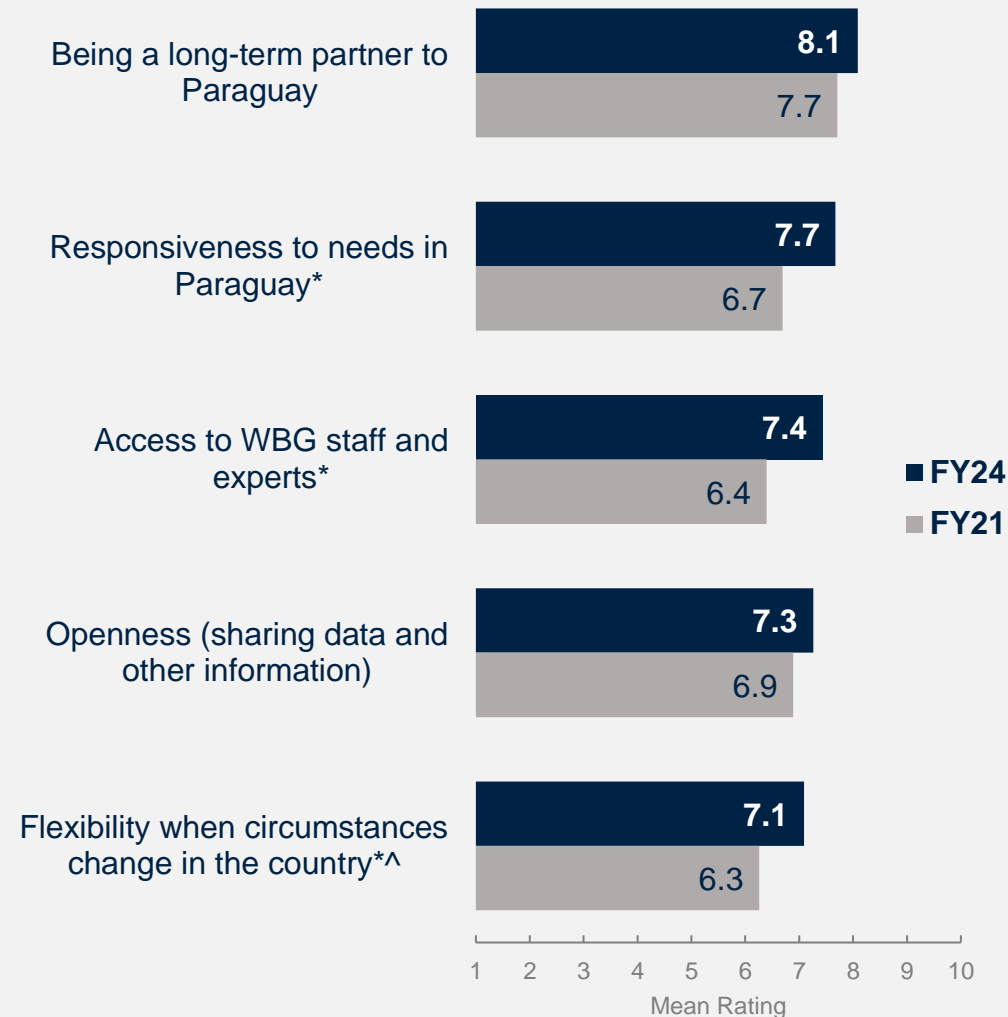 Being a long-term partner to
Paraguay
8.1
7.7
Responsiveness to needs in
Paraguay*
7.7
6.7
Access to WBG staff and
experts*
7.4
6.4
FY24
FY21
Openness (sharing data and
other information)
7.3
6.9
Flexibility when circumstances
change in the country*^
7.1
6.3
1 2 3 4 5 6 7 8 9 10
Mean Rating